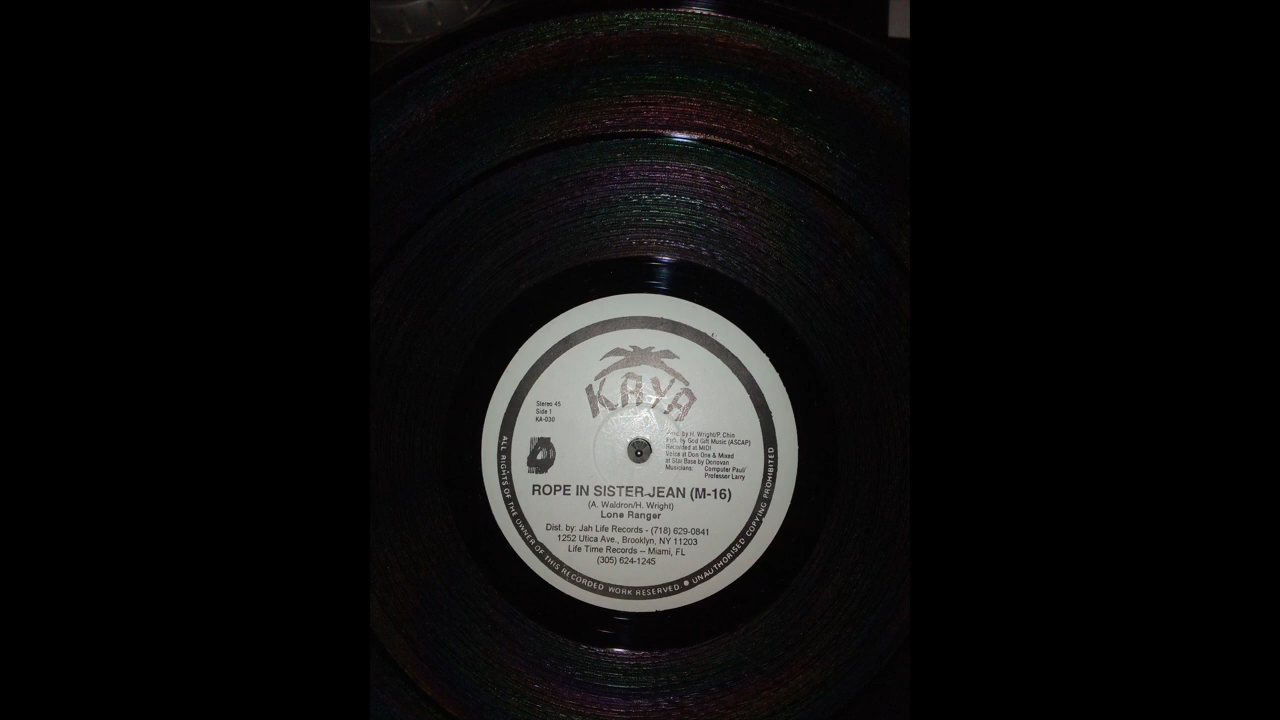 KAYA
Stereo 45
Side 1
KA-030
Prod. by H. Wright/P. Chin
Pub. by God Gift Music (ASCAP)
Recorded at MIDI
Voice at Don One & Mixed
at Star Base by Donovan
Musicians: Computer Paul/
Professor Larry
ROPE IN SISTER JEAN (M-16)
(A. Waldron/H. Wright)
Lone Ranger
Dist. by: Jah Life Records - (718) 629-0841
1252 Utica Ave., Brooklyn, NY 11203
Life Time Records -- Miami, FL
(305) 624-1245
ALL RIGHTS OF THE OWNER OF THIS RECORDED WORK RESERVED ● UNAUTHORISED COPYING PROHIBITED